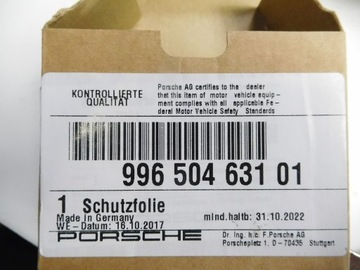 KONTROLLIERTE
QUALITÄT
Porsche AG certifies to the dealer
that this item of motor vehicle equip-
ment complies with all applicable Fe-
deral Motor Vehicle Safety Standards
996 504 631 01
1 Schutzfolie
Made in Germany
WE - Datum: 16.10.2017
mind.haltb: 31.10.2022
PORSCHE
Dr. Ing. h.c. F.Porsche AG
Porscheplatz 1, D - 70435 Stuttgart